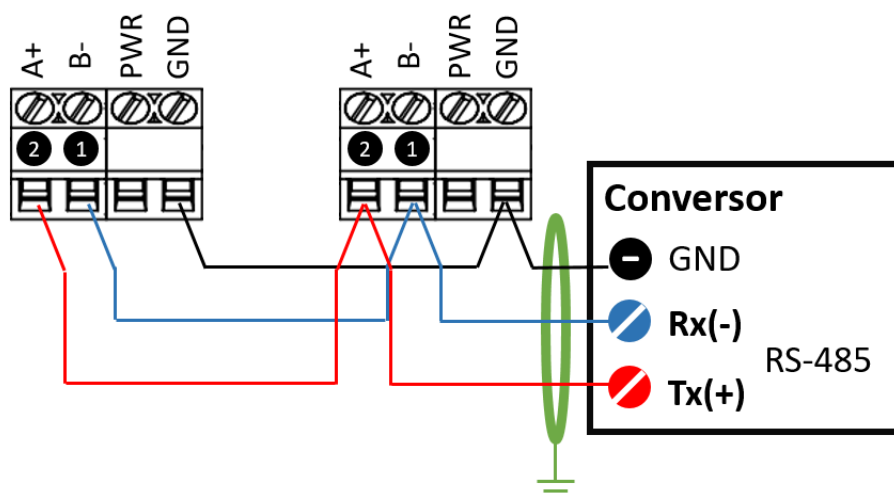 A+ B- PWR GND
A+ B- PWR GND
2 1
2 1
Conversor
GND
Rx(-)
RS-485
Tx(+)